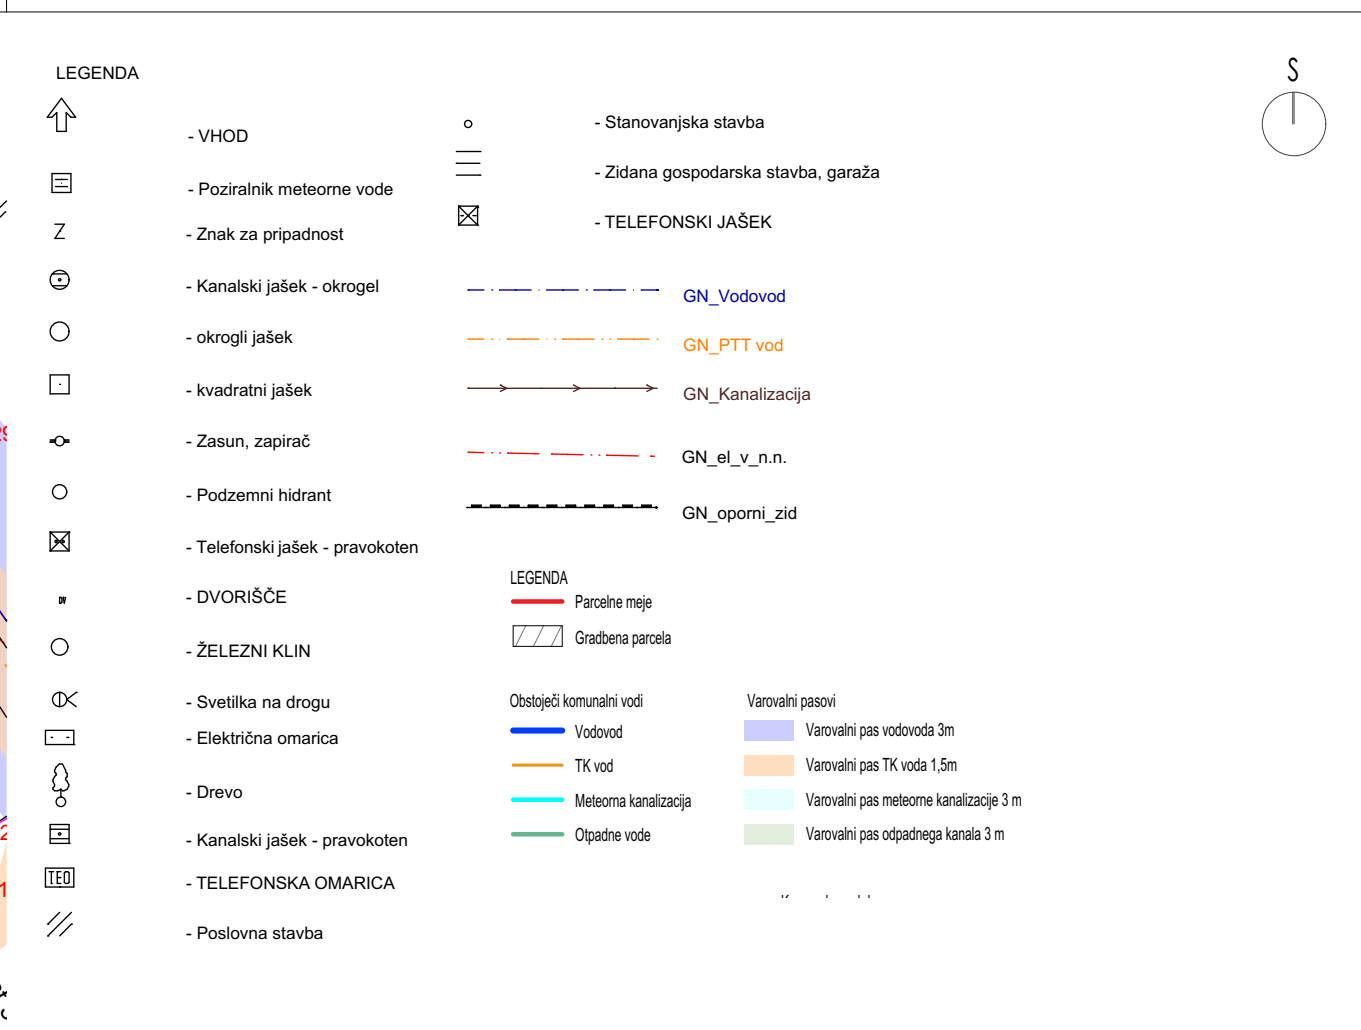 LEGENDA
- VHOD
- Poziralnik meteorne vode
Z
- Znak za pripadnost
- Kanalski jašek - okrogel
- okrogli jašek
- kvadratni jašek
- Zasun, zapirač
- Podzemni hidrant
- Telefonski jašek - pravokoten
DV
- DVORIŠČE
- ŽELEZNI KLIN
- Svetilka na drogu
- Električna omarica
- Drevo
- Kanalski jašek - pravokoten
TEO
- TELEFONSKA OMARICA
- Poslovna stavba
- Stanovanjska stavba
- Zidana gospodarska stavba, garaža
- TELEFONSKI JAŠEK
GN_Vodovod
GN_PTT vod
GN_Kanalizacija
GN_el_v_n.n.
GN_oporni_zid
LEGENDA
Parcelne meje
Gradbena parcela
Obstoječi komunalni vodi
Vodovod
TK vod
Meteorna kanalizacija
Otpadne vode
Varovalni pasovi
Varovalni pas vodovoda 3m
Varovalni pas TK voda 1,5m
Varovalni pas meteorne kanalizacije 3 m
Varovalni pas odpadnega kanala 3 m
S